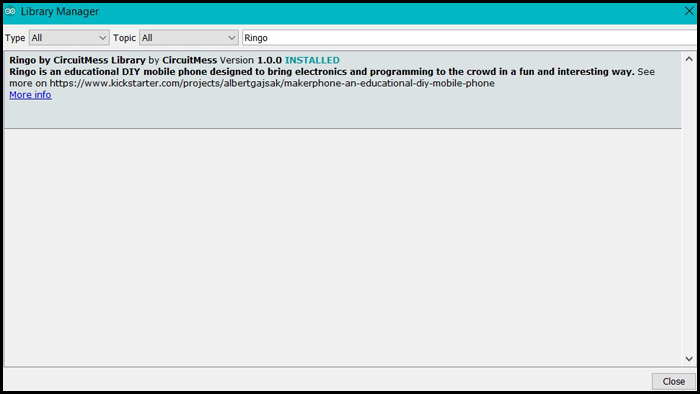 Library Manager
Type All Topic All Ringo
Ringo by CircuitMess Library by CircuitMess Version 1.0.0 INSTALLED
Ringo is an educational DIY mobile phone designed to bring electronics and programming to the crowd in a fun and interesting way. See
more on https://www.kickstarter.com/projects/albertgajsak/makerphone-an-educational-diy-mobile-phone
More info
Close